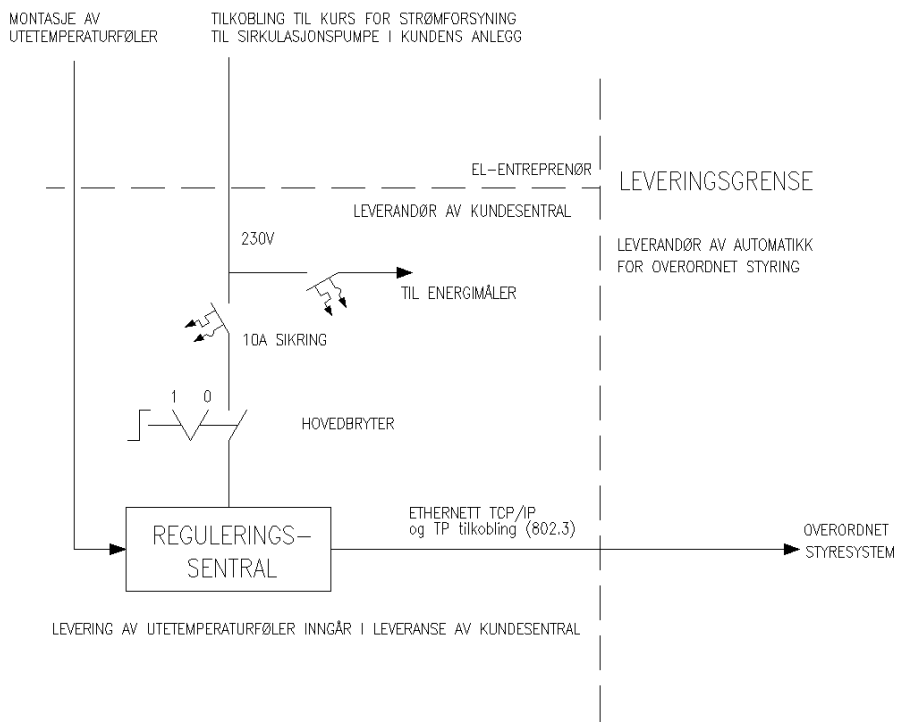 MONTASJE AV
UTETEMPERATURFØLER
TILKOBLING TIL KURS FOR STRØMFORSYNING
TIL SIRKULASJONSPUMPE I KUNDENS ANLEGG
EL-ENTREPRENØR
LEVERINGSGRENSE
LEVERANDØR AV KUNDESENTRAL
230V
LEVERANDØR AV AUTOMATIKK
FOR OVERORDNET STYRING
TIL ENERGIMÅLER
10A SIKRING
1 0
HOVEDBRYTER
ETHERNETT TCP/IP
og TP tilkobling (802.3)
REGULERINGS-
SENTRAL
OVERORDNET
STYRESYSTEM
LEVERING AV UTETEMPERATURFØLER INNGÅR I LEVERANSE AV KUNDESENTRAL